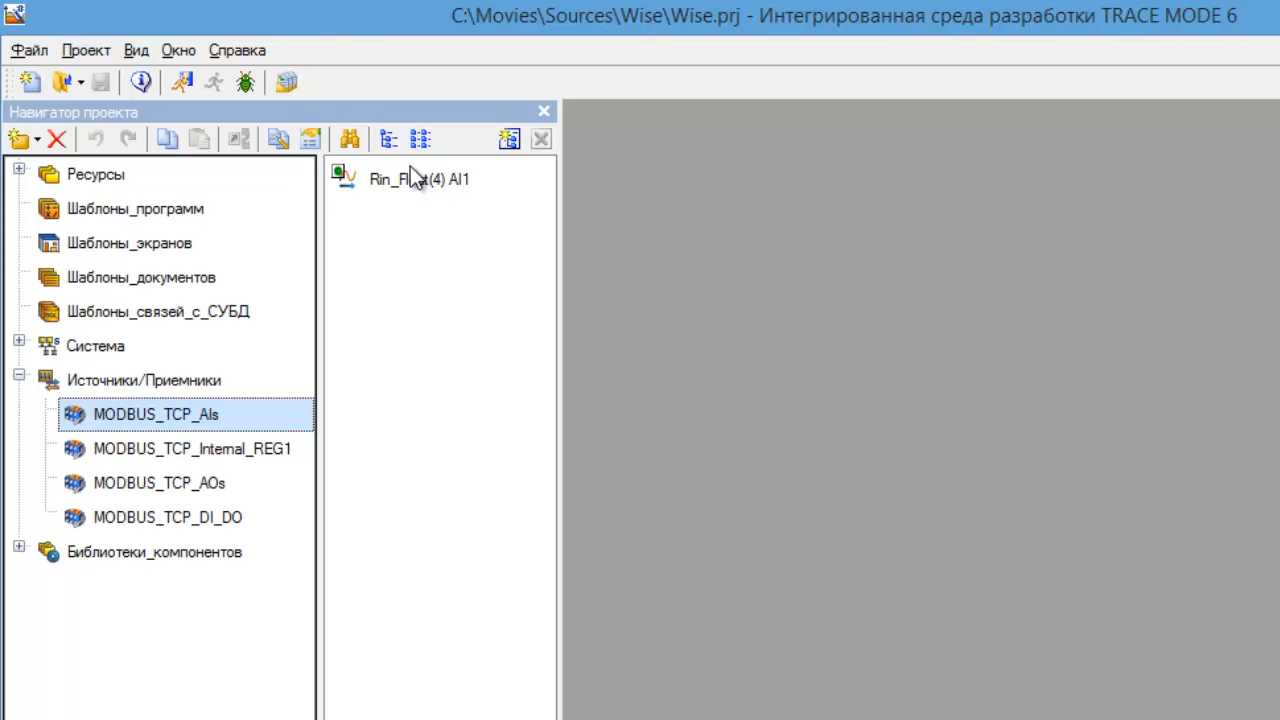 C:\Movies\Sources\Wise\Wise.prj - Интегрированная среда разработки TRACE MODE 6
Файл Проект Вид Окно Справка
Навигатор проекта
Ресурсы
Шаблоны_программ
Шаблоны_экранов
Шаблоны_документов
Шаблоны_связей_с_СУБД
Система
Источники/Приемники
MODBUS_TCP_AIs
MODBUS_TCP_Internal_REG1
MODBUS_TCP_AOs
MODBUS_TCP_DI_DO
Библиотеки_компонентов
AI1